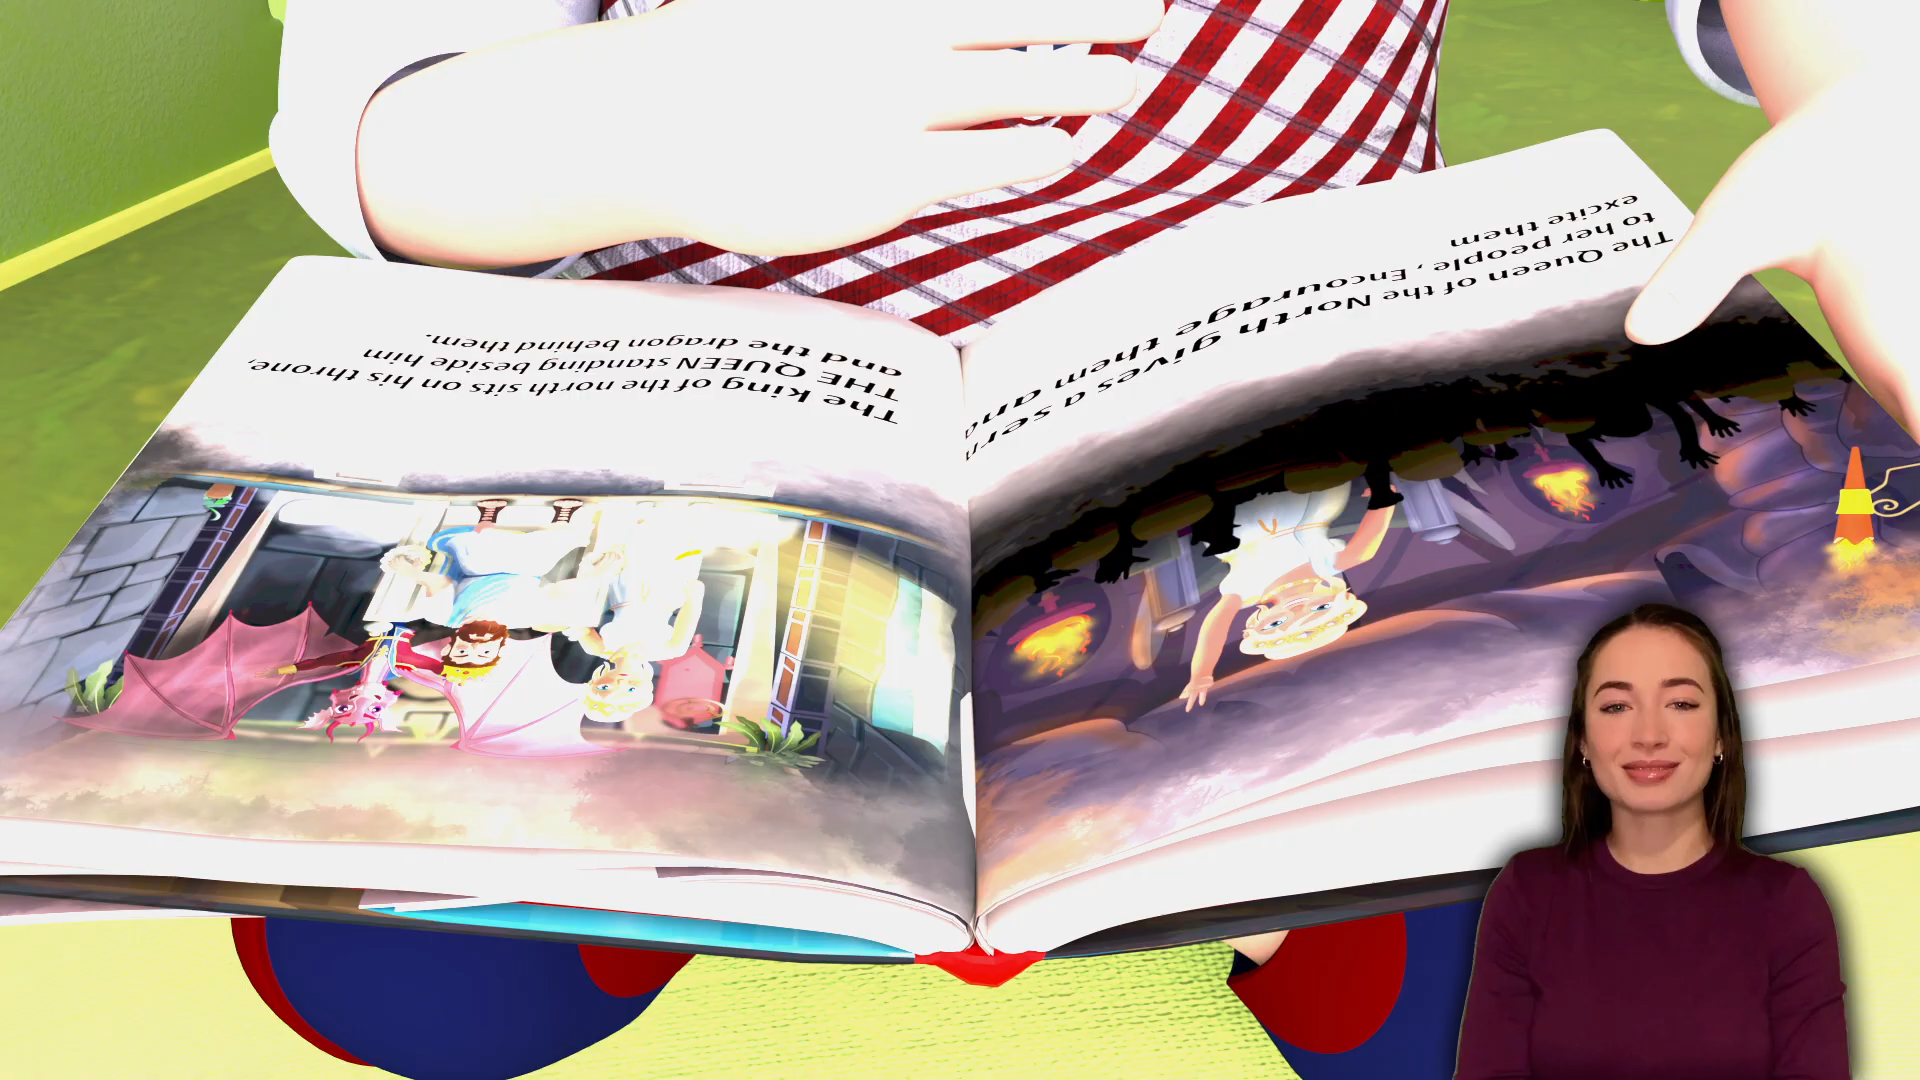 The king of the north sits on his throne,
THE QUEEN standing beside him
and the dragon behind them.
The Queen of the North gives a serm
to her people, Encourage them and
excite them